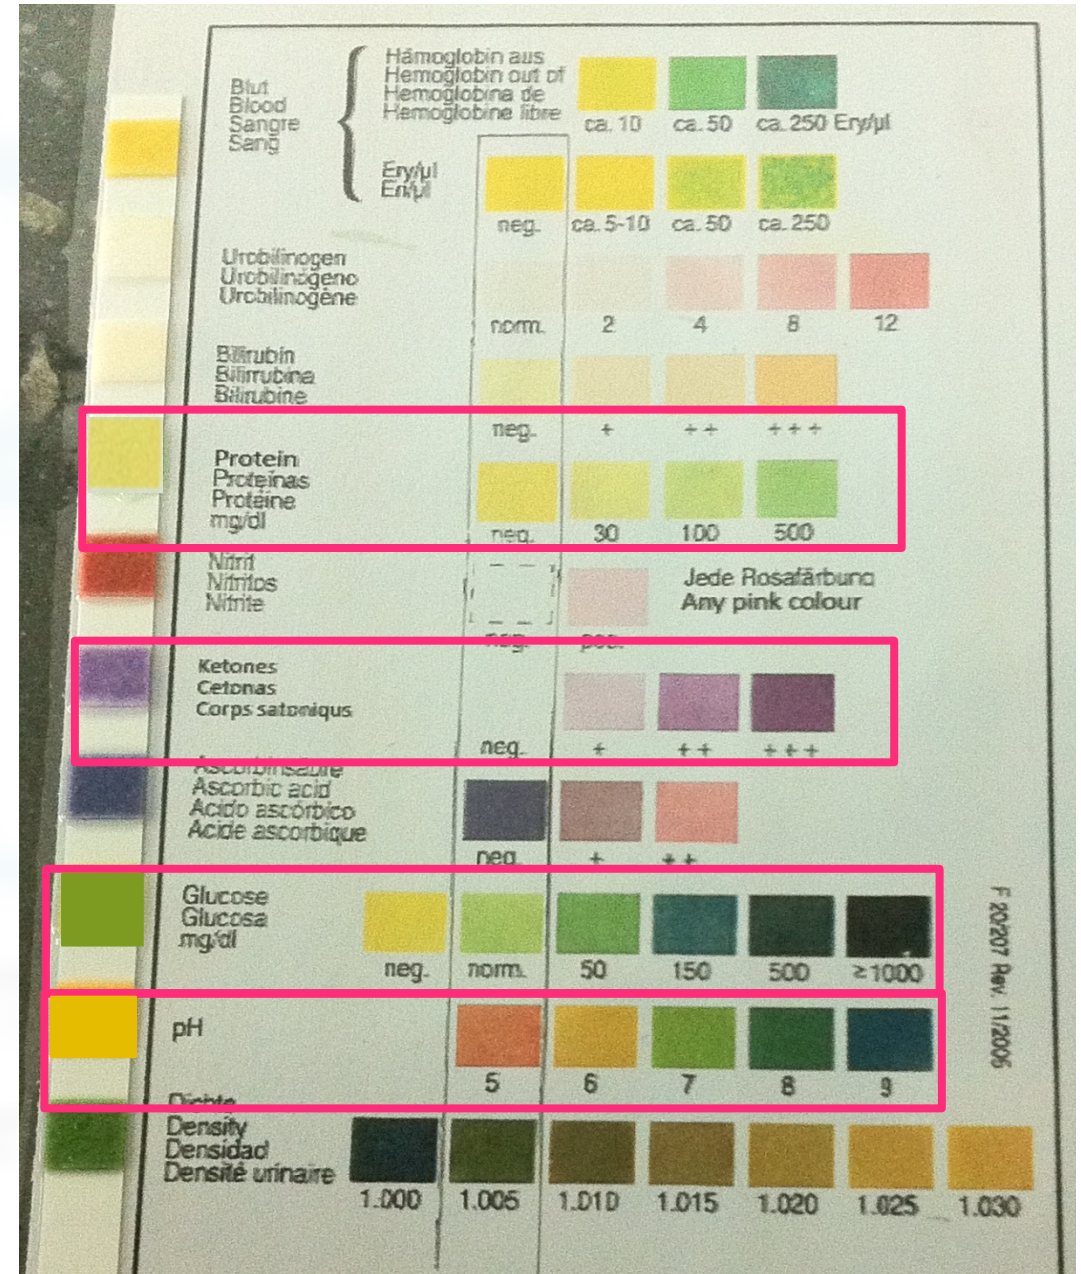 Blut
Blood
Sangre
Sang
Hämoglobin aus
Hemoglobin out of
Hemoglobina de
Hemoglobine libre
ca. 10 ca. 50 ca. 250 Ery/µl
Ery/µl
Eri/µl
neg. ca. 5-10 ca. 50 ca. 250
Urobilinogen
Urobilinógeno
Urobilinogène
norm. 2 4 8 12
Bilirubin
Bilirrubina
Bilirubine
neg. + ++ +++
Protein
Proteinas
Protéine
mg/dl
neg. 30 100 500
Nitrit
Nitritos
Nitrite
Jede Rosafärbung
Any pink colour
neg. pos.
Ketones
Cetonas
Corps satoniqus
neg. + ++ +++
Ascorbinsäure
Ascorbic acid
Acido ascórbico
Acide ascorbique
neg. + ++
Glucose
Glucosa
mg/dl
neg. norm. 50 150 500 ≥1000
pH
5 6 7 8 9
Dichte
Density
Densidad
Densité urinaire
1.000 1.005 1.010 1.015 1.020 1.025 1.030
F 20/207 Rev. 11/2006